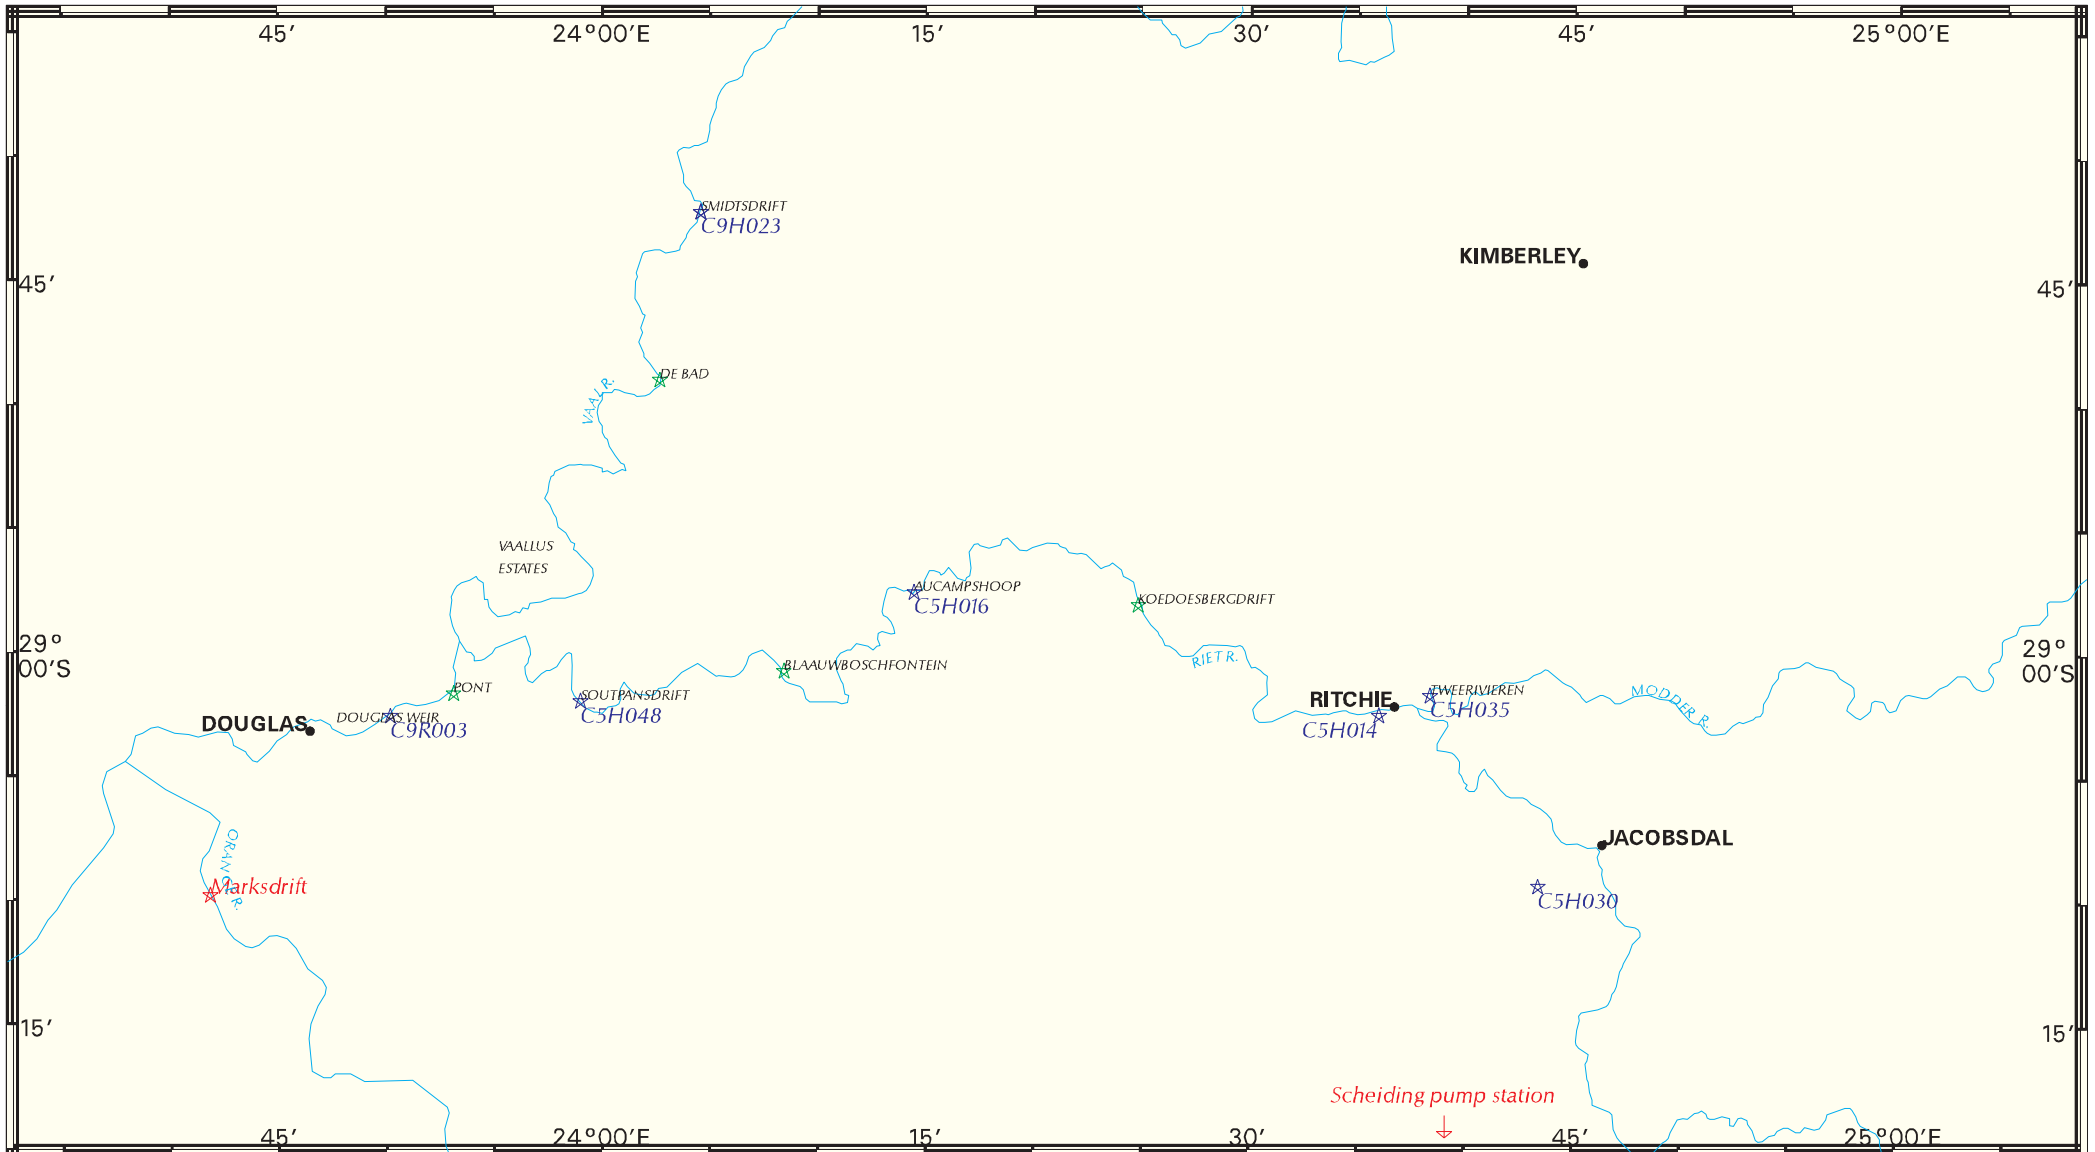 45′ 24°00′E 15′ 30′ 45′ 25°00′E
SMIDTSDRIFT
C9H023
KIMBERLEY
45′ 45′
DE BAD
VAAL R.
VAALLUS
ESTATES
AUCAMPSHOOP
C5H016
KOEDOESBERGDRIFT
29°
00′S
29°
00′S
RIET R.
BLAAUWBOSCHFONTEIN
PONT
SOUTPANSDRIFT
C5H048
DOUGLAS
DOUGLAS WEIR
C9R003
RITCHIE
C5H014
TWEERIVIEREN
C5H035
MODDER R.
JACOBSDAL
C5H030
ORANGE R.
Marksdrift
15′ 15′
Scheiding pump station
45′ 24°00′E 15′ 30′ 45′ 25°00′E